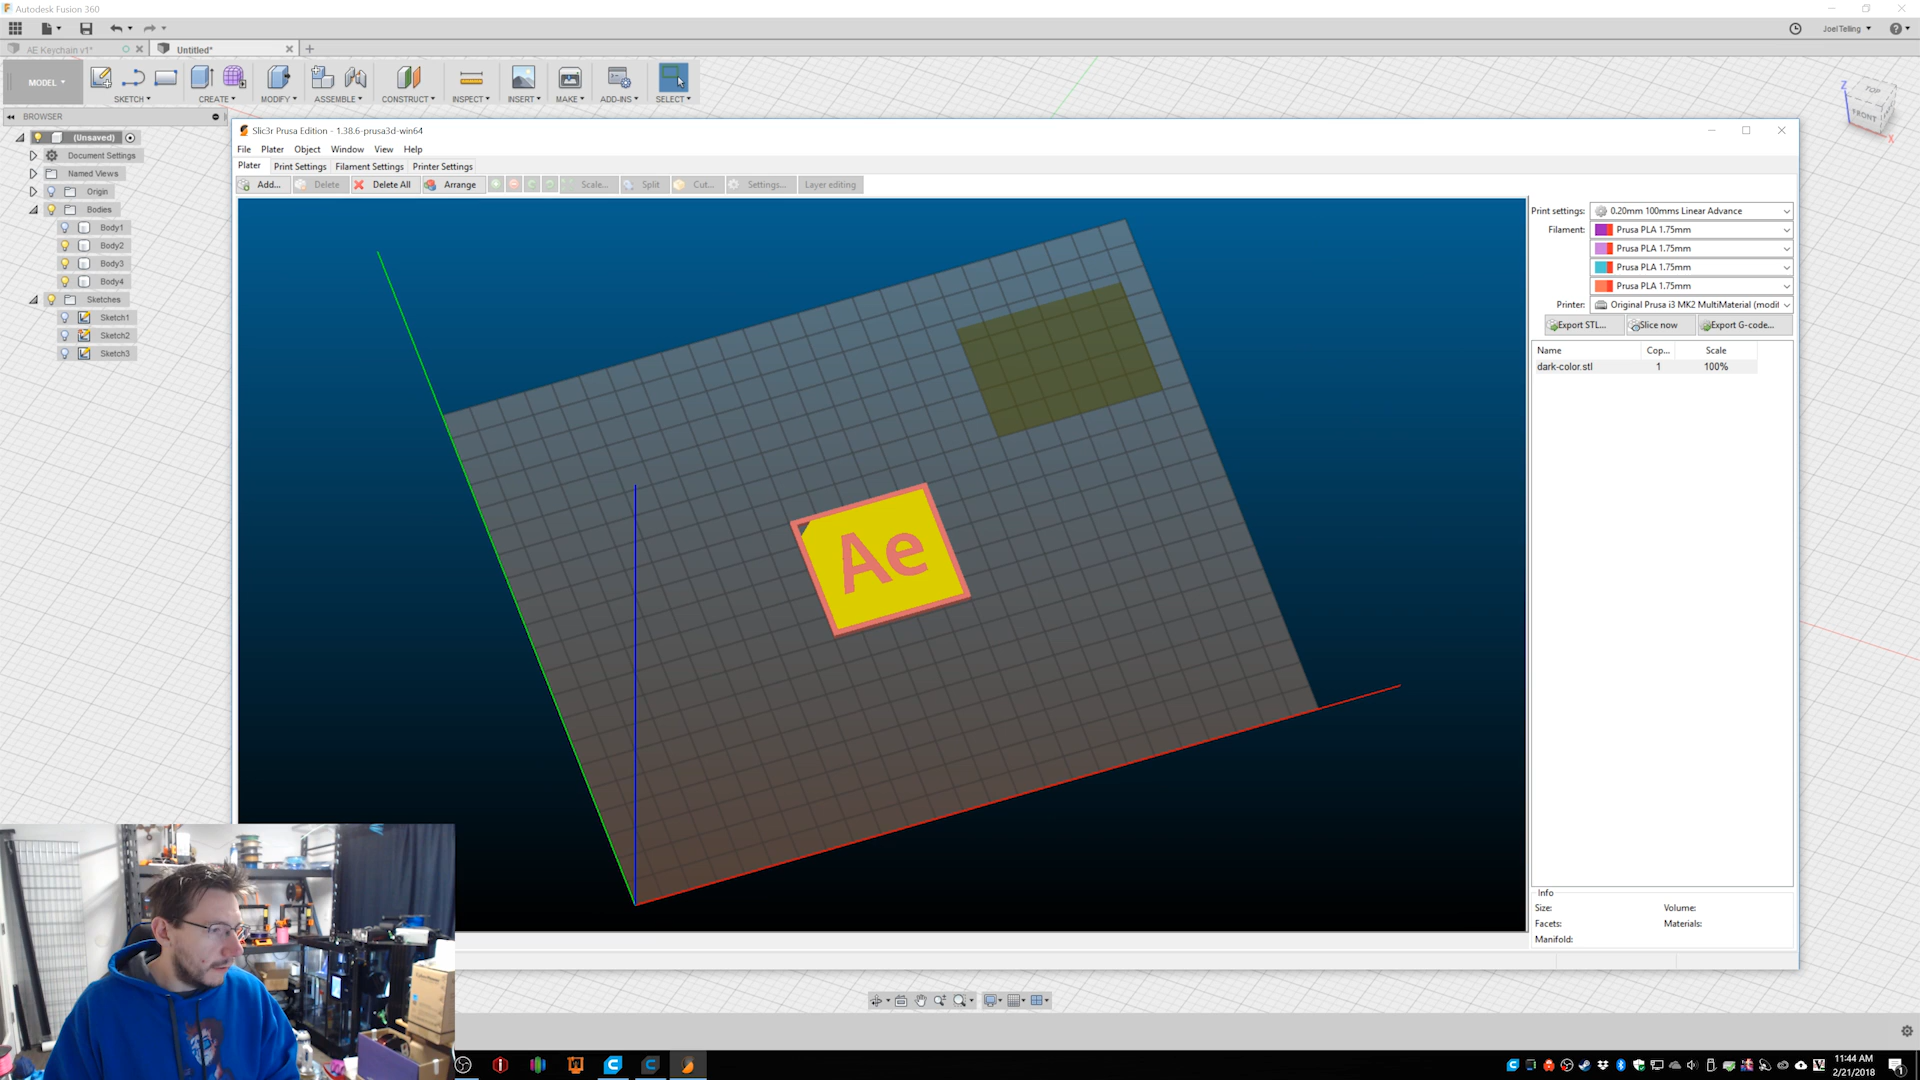 Autodesk Fusion 360
JoelTelling
AE Keychain v1*
Untitled*
MODEL
SKETCH
CREATE
MODIFY
ASSEMBLE
CONSTRUCT
INSPECT
INSERT
MAKE
ADD-INS
SELECT
TOP
FRONT
Z
X
BROWSER
(Unsaved)
Document Settings
Named Views
Origin
Bodies
Body1
Body2
Body3
Body4
Sketches
Sketch1
Sketch2
Sketch3
Slic3r Prusa Edition - 1.38.6-prusa3d-win64
File Plater Object Window View Help
Plater Print Settings Filament Settings Printer Settings
Add... Delete Delete All Arrange Scale... Split Cut... Settings... Layer editing
Print settings: 0.20mm 100mms Linear Advance
Filament: Prusa PLA 1.75mm
Prusa PLA 1.75mm
Prusa PLA 1.75mm
Prusa PLA 1.75mm
Printer: Original Prusa i3 MK2 MultiMaterial (modif
Export STL... Slice now Export G-code...
Name Cop... Scale
dark-color.stl 1 100%
Ae
Info
Size: Volume:
Facets: Materials:
Manifold:
11:44 AM
2/21/2018